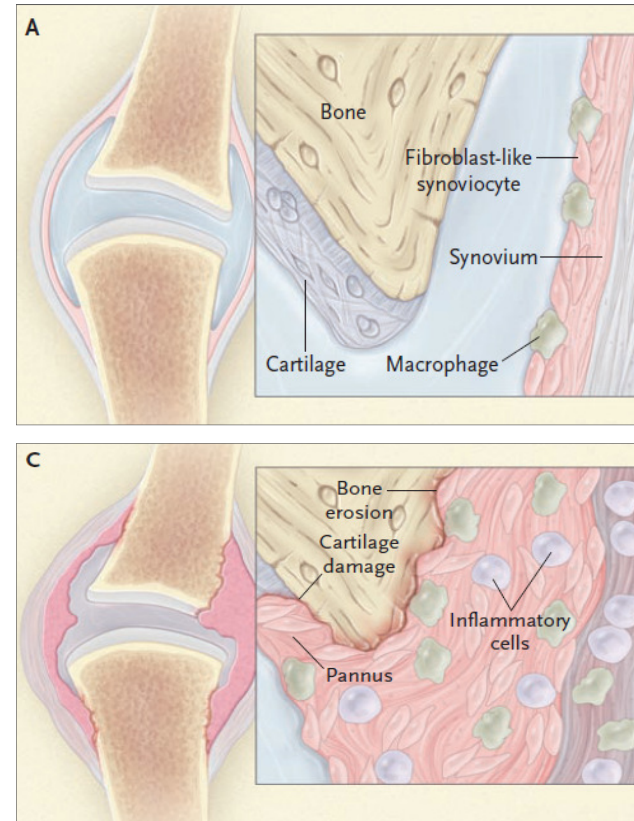 A
Bone
Fibroblast-like
synoviocyte
Synovium
Cartilage
Macrophage
C
Bone
erosion
Cartilage
damage
Inflammatory
cells
Pannus